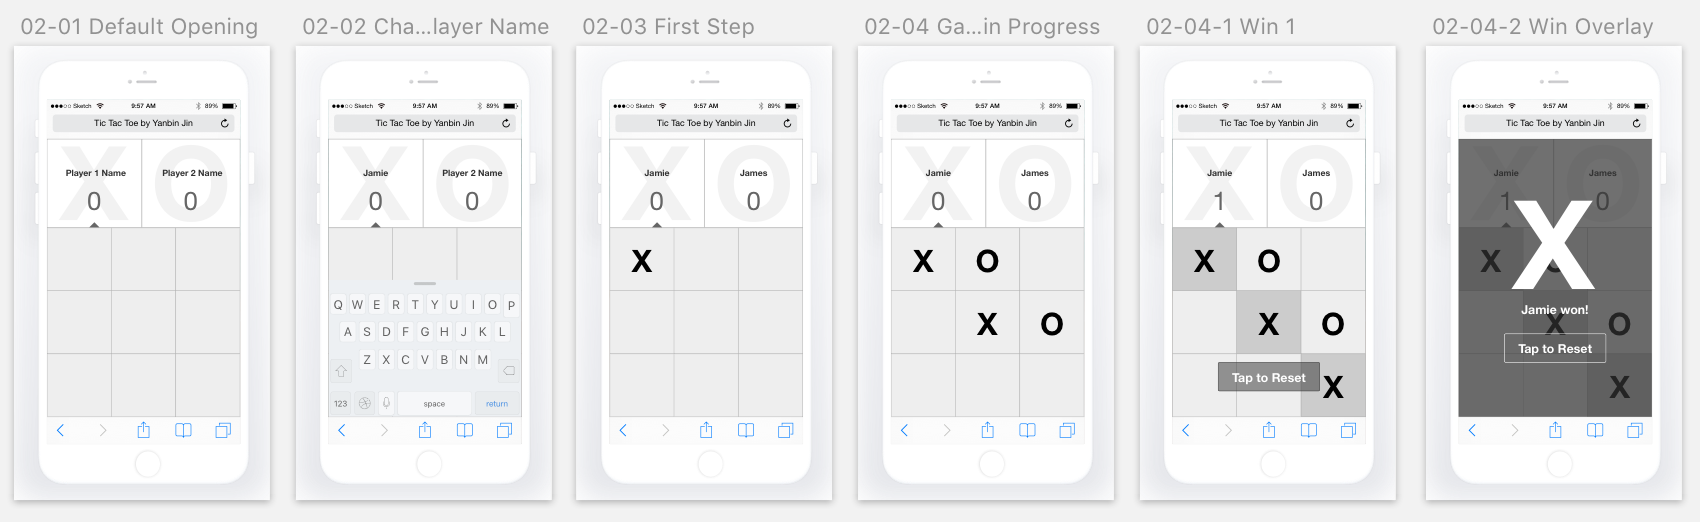 02-01 Default Opening
Sketch 9:57 AM 89%
Tic Tac Toe by Yanbin Jin
X O
Player 1 Name Player 2 Name
0 0
02-02 Cha...layer Name
Sketch 9:57 AM 89%
Tic Tac Toe by Yanbin Jin
X O
Jamie Player 2 Name
0 0
Q W E R T Y U I O P
A S D F G H J K L
Z X C V B N M
123 space return
02-03 First Step
Sketch 9:57 AM 89%
Tic Tac Toe by Yanbin Jin
X O
Jamie James
0 0
X
02-04 Ga...in Progress
Sketch 9:57 AM 89%
Tic Tac Toe by Yanbin Jin
X O
Jamie James
0 0
X O
X O
02-04-1 Win 1
Sketch 9:57 AM 89%
Tic Tac Toe by Yanbin Jin
X O
Jamie James
1 0
X O
X O
Tap to Reset
X
02-04-2 Win Overlay
Sketch 9:57 AM 89%
Tic Tac Toe by Yanbin Jin
X O
Jamie James
1 0
X
X O
Jamie won!
X O
Tap to Reset
X